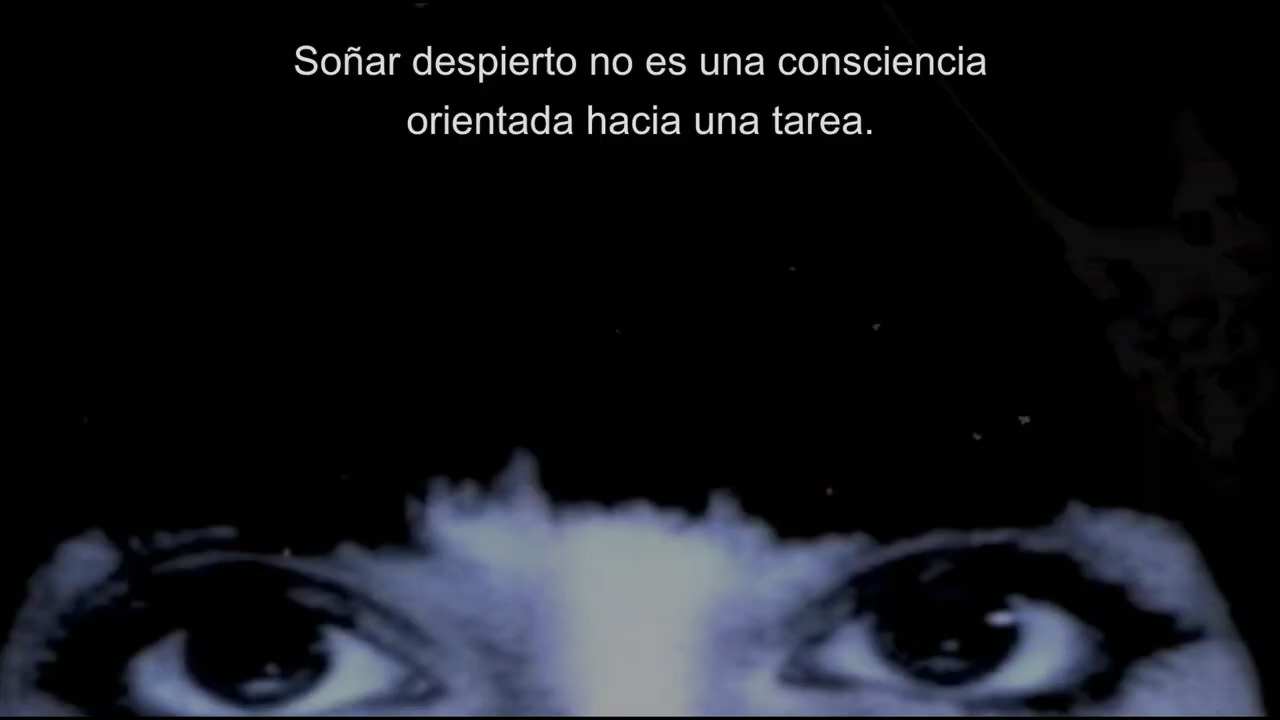 Soñar despierto no es una consciencia
orientada hacia una tarea.